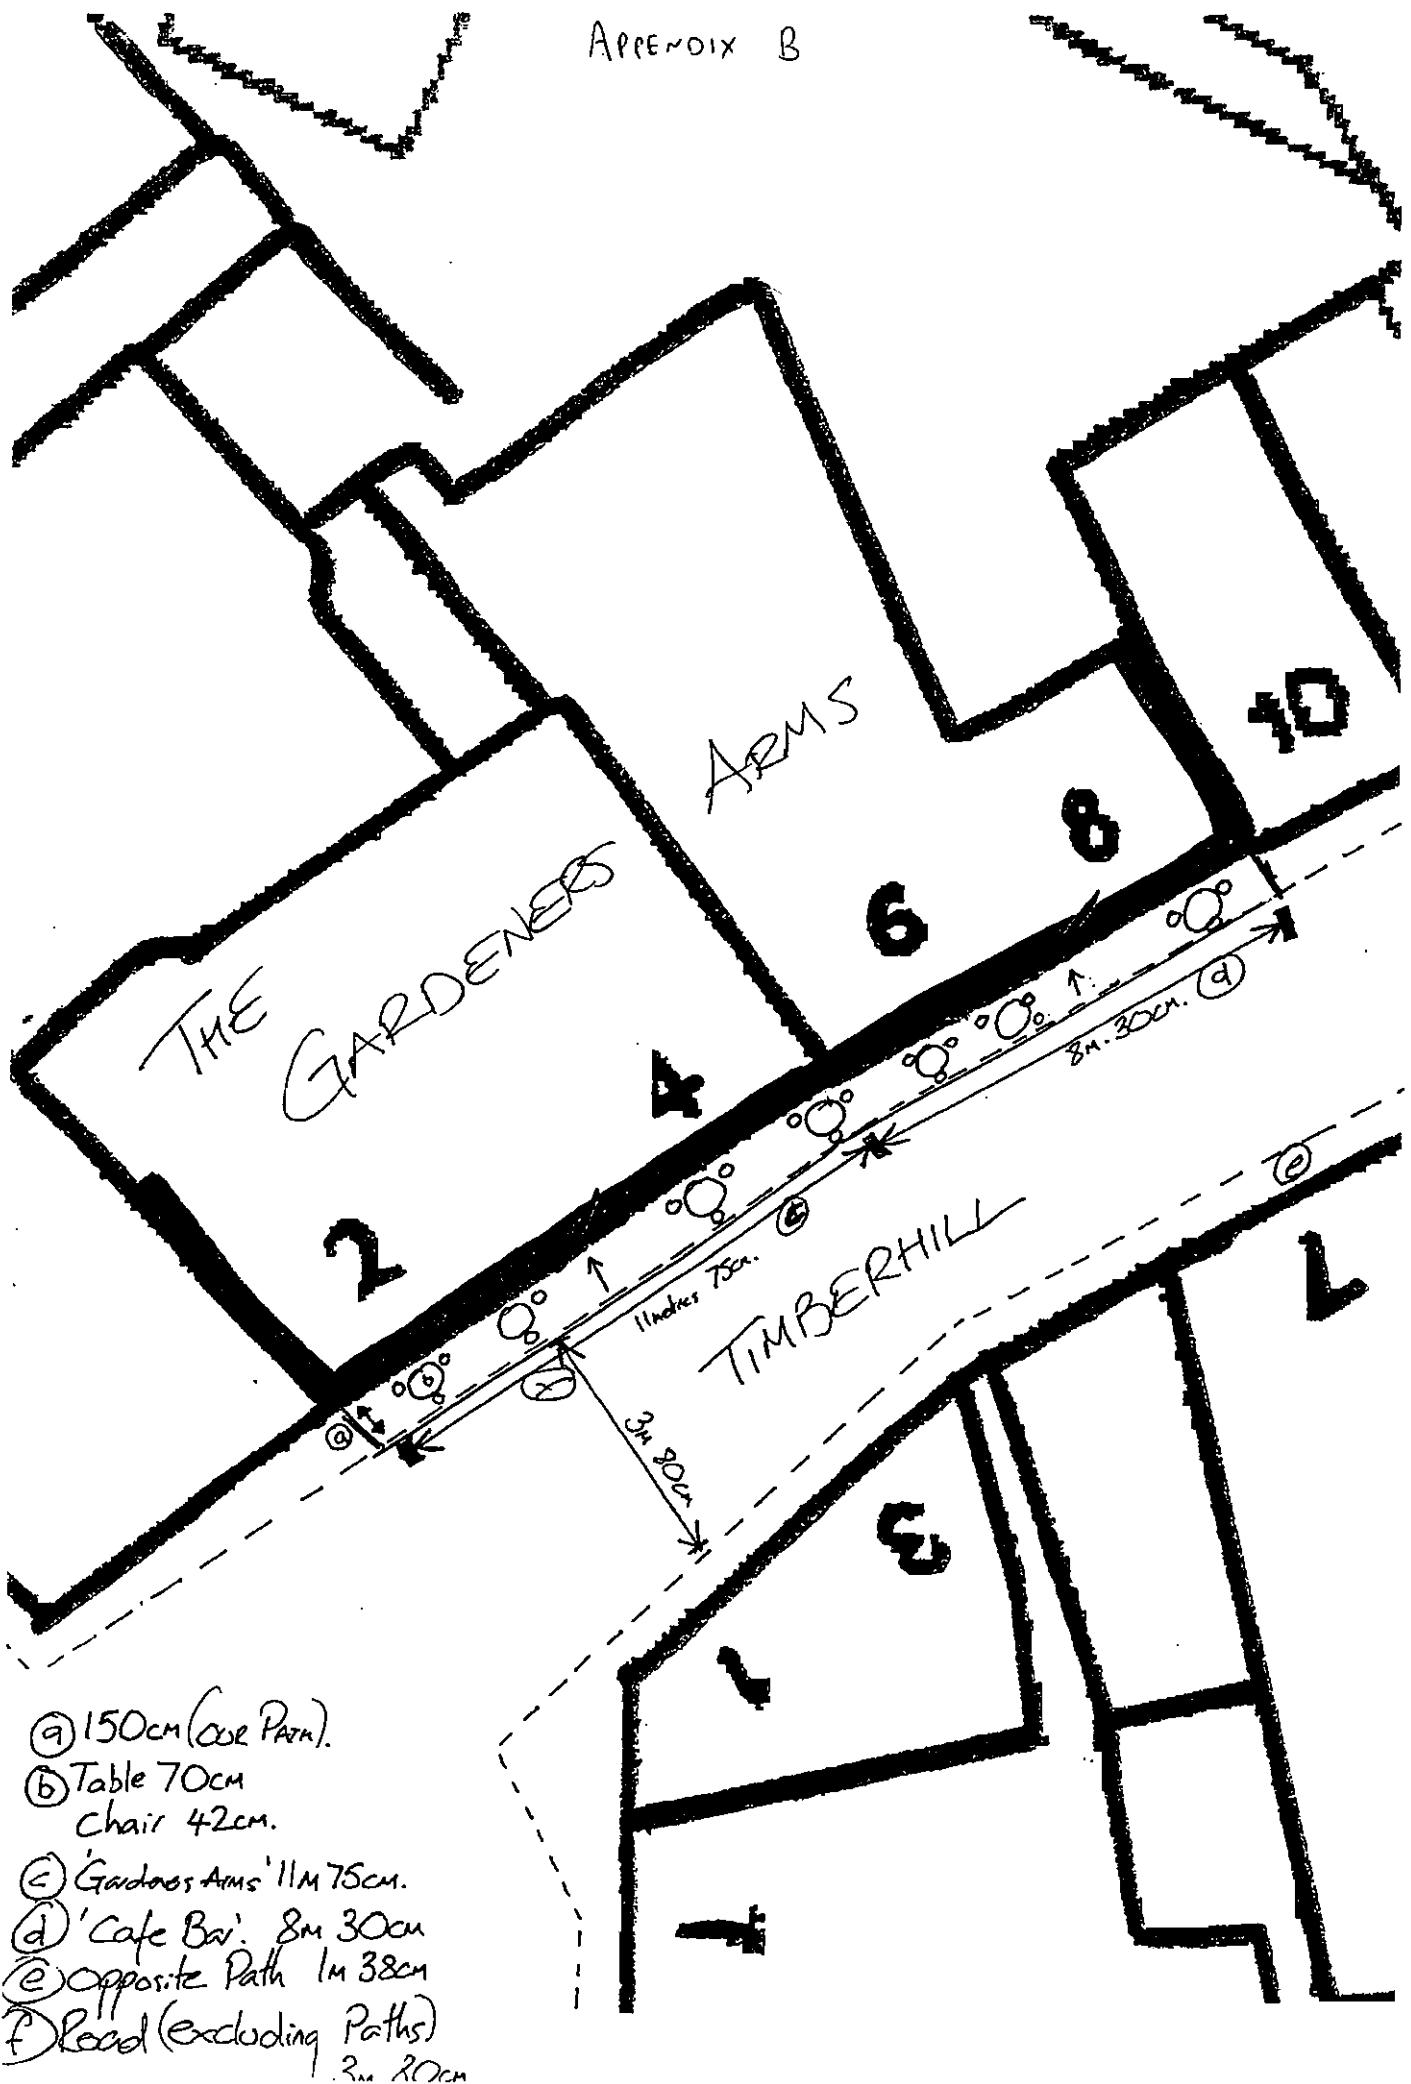 APPENDIX B
10
ARMS
8
THE GARDENERS
6
4
2
8M. 30CM. d
c
11metres 75cm.
TIMBERHILL
e
7
b
a
f
3M 80CM
3
1
a 150CM (OUR PATH).
b Table 70CM
Chair 42CM.
c 'Gardeners Arms' 11M 75CM.
d 'Cafe Bar'. 8M 30CM
e Opposite Path 1M 38CM
f Road (excluding Paths)
3M 80CM